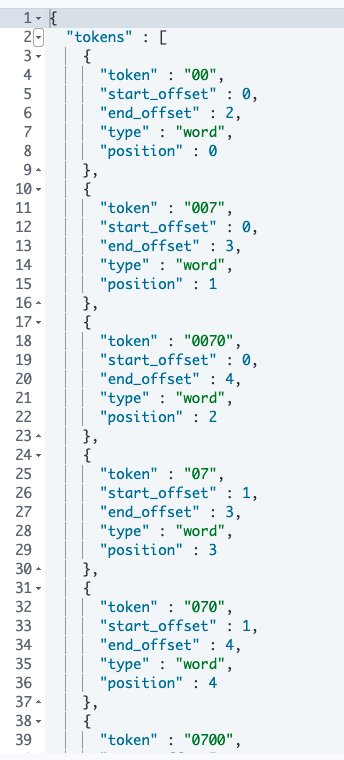 1 {
2 "tokens" : [
3 {
4 "token" : "00",
5 "start_offset" : 0,
6 "end_offset" : 2,
7 "type" : "word",
8 "position" : 0
9 },
10 {
11 "token" : "007",
12 "start_offset" : 0,
13 "end_offset" : 3,
14 "type" : "word",
15 "position" : 1
16 },
17 {
18 "token" : "0070",
19 "start_offset" : 0,
20 "end_offset" : 4,
21 "type" : "word",
22 "position" : 2
23 },
24 {
25 "token" : "07",
26 "start_offset" : 1,
27 "end_offset" : 3,
28 "type" : "word",
29 "position" : 3
30 },
31 {
32 "token" : "070",
33 "start_offset" : 1,
34 "end_offset" : 4,
35 "type" : "word",
36 "position" : 4
37 },
38 {
39 "token" : "0700",